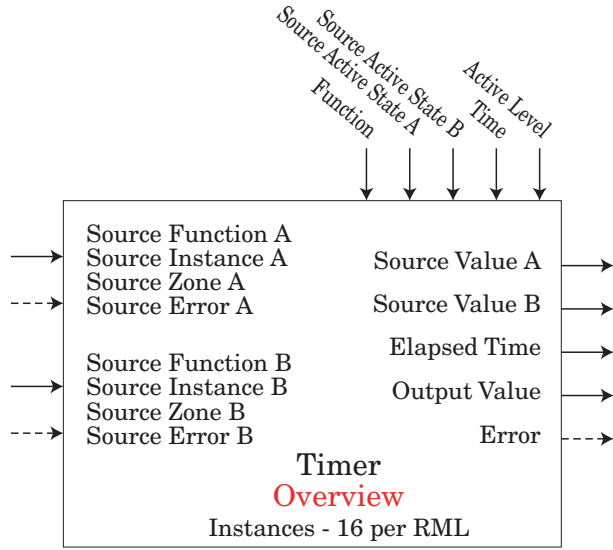 Function
Source Active State A
Source Active State B
Time
Active Level
Source Function A
Source Instance A
Source Zone A
Source Error A
Source Function B
Source Instance B
Source Zone B
Source Error B
Source Value A
Source Value B
Elapsed Time
Output Value
Error
Timer
Overview
Instances - 16 per RML